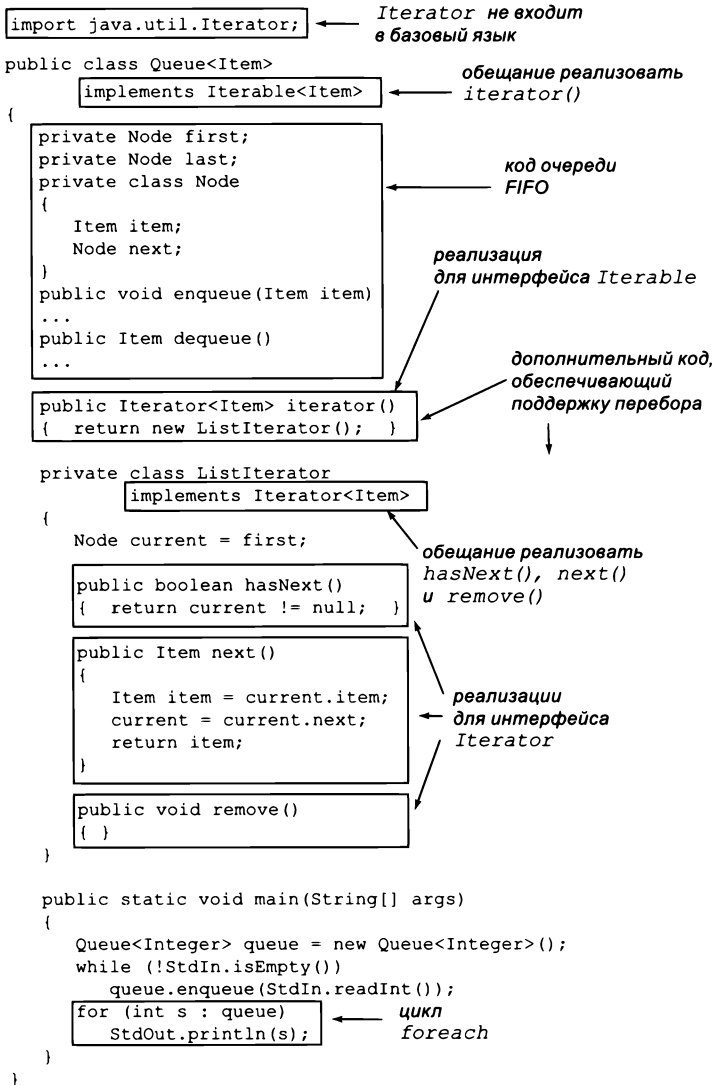 import java.util.Iterator;
Iterator не входит
в базовый язык
public class Queue<Item>
implements Iterable<Item>
обещание реализовать
iterator()
{
private Node first;
private Node last;
private class Node
{
Item item;
Node next;
}
public void enqueue(Item item)
...
public Item dequeue()
...
код очереди
FIFO
реализация
для интерфейса Iterable
public Iterator<Item> iterator()
{ return new ListIterator(); }
дополнительный код,
обеспечивающий
поддержку перебора
private class ListIterator
implements Iterator<Item>
{
Node current = first;
обещание реализовать
hasNext(), next()
и remove()
public boolean hasNext()
{ return current != null; }
public Item next()
{
Item item = current.item;
current = current.next;
return item;
}
реализации
для интерфейса
Iterator
public void remove()
{ }
}
public static void main(String[] args)
{
Queue<Integer> queue = new Queue<Integer>();
while (!StdIn.isEmpty())
queue.enqueue(StdIn.readInt());
for (int s : queue)
StdOut.println(s);
цикл
foreach
}
}